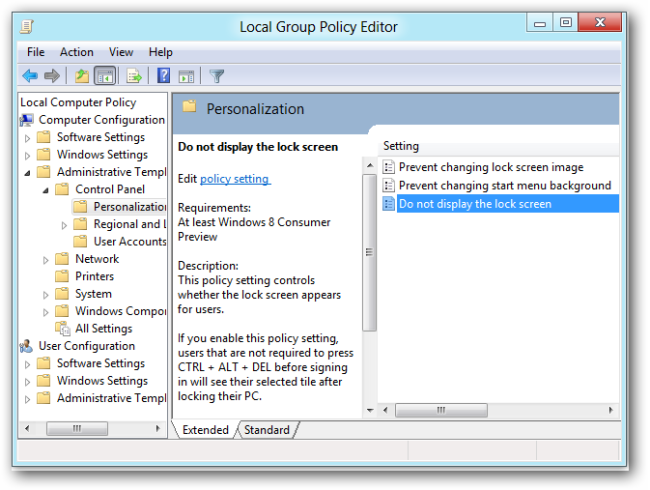 Local Group Policy Editor
File Action View Help
Local Computer Policy
Computer Configuration
Software Settings
Windows Settings
Administrative Templ
Control Panel
Personalizatio
Regional and L
User Accounts
Network
Printers
System
Windows Compor
All Settings
User Configuration
Software Settings
Windows Settings
Administrative Templ
Personalization
Do not display the lock screen
Edit policy setting
Requirements:
At least Windows 8 Consumer
Preview
Description:
This policy setting controls
whether the lock screen appears
for users.
If you enable this policy setting,
users that are not required to press
CTRL + ALT + DEL before signing
in will see their selected tile after
locking their PC.
Setting
Prevent changing lock screen image
Prevent changing start menu background
Do not display the lock screen
Extended Standard